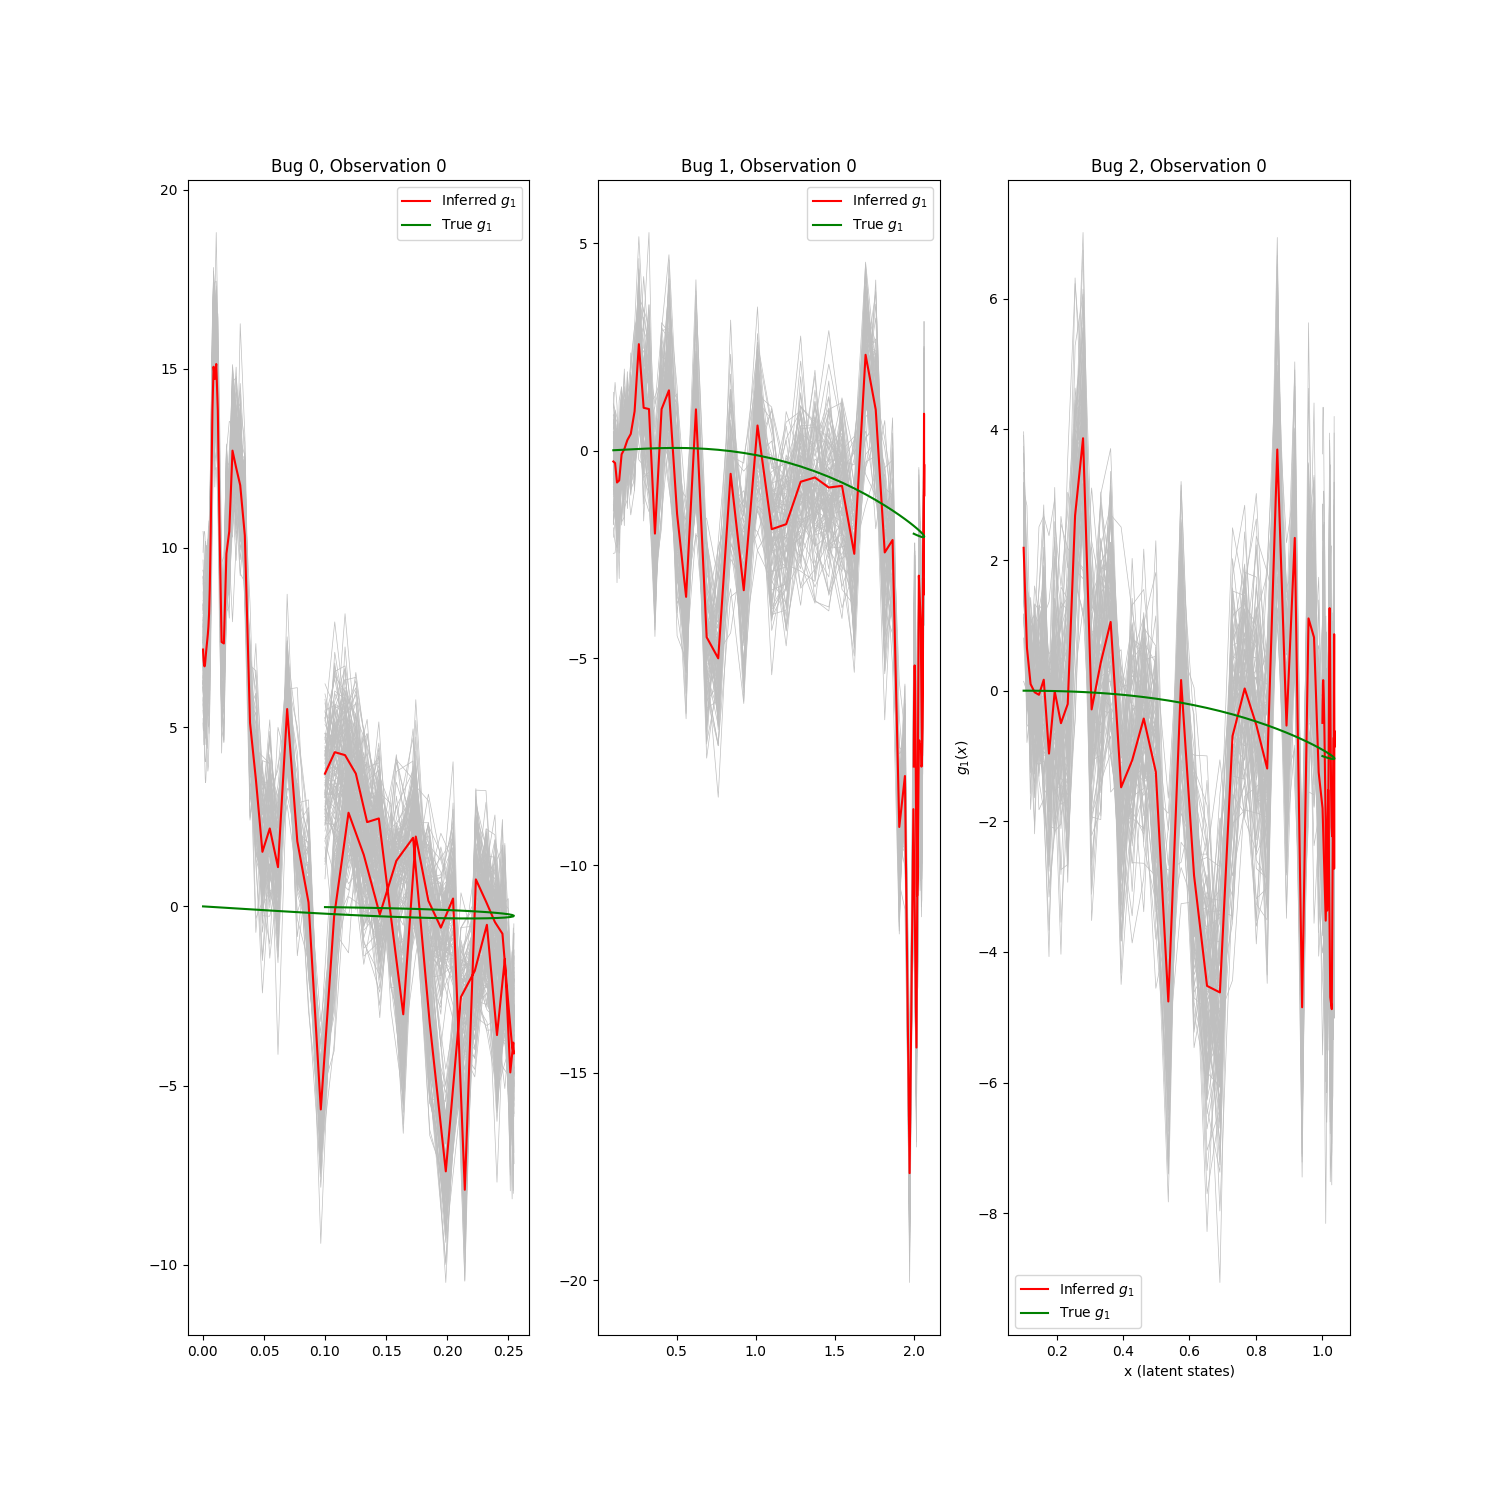 Bug 0, Observation 0
Inferred g₁
True g₁
20
15
10
5
0
−5
−10
0.00 0.05 0.10 0.15 0.20 0.25
Bug 1, Observation 0
Inferred g₁
True g₁
5
0
−5
−10
−15
−20
0.5 1.0 1.5 2.0
Bug 2, Observation 0
g₁(x)
6
4
2
0
−2
−4
−6
−8
Inferred g₁
True g₁
0.2 0.4 0.6 0.8 1.0
x (latent states)